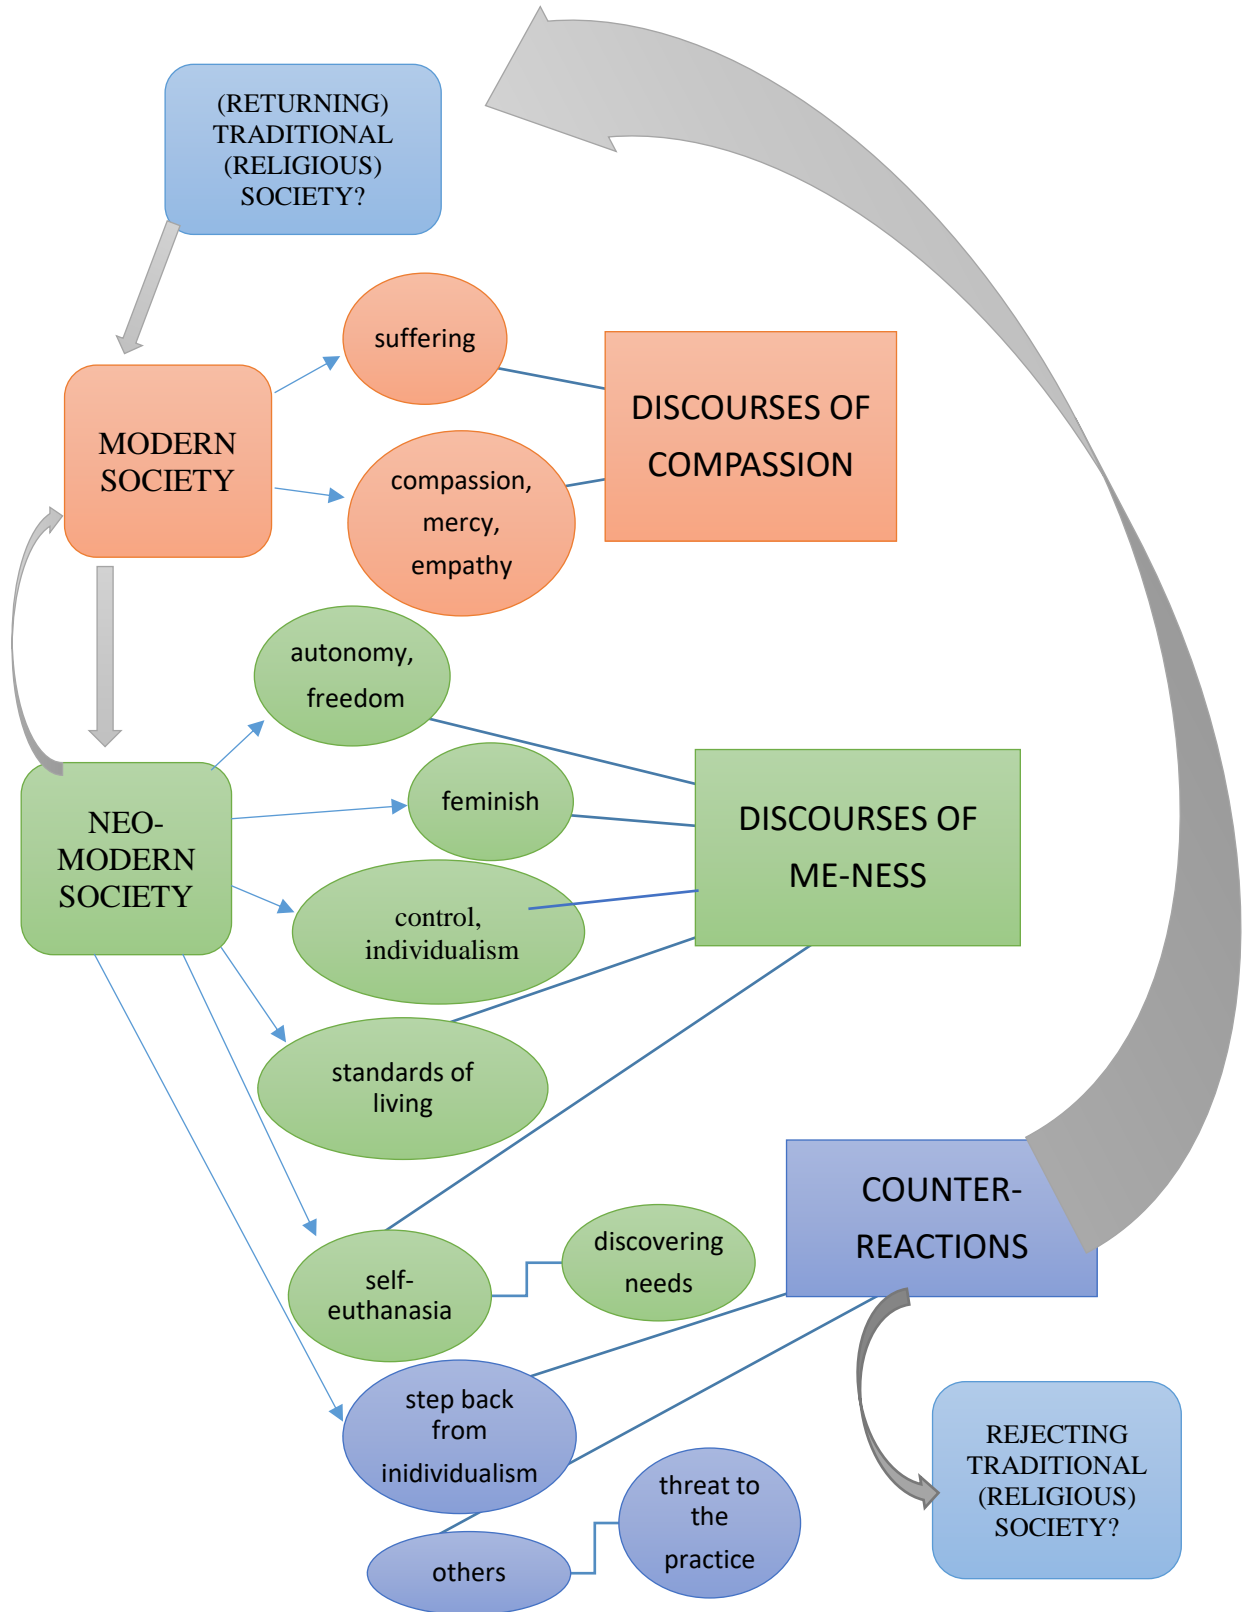 (RETURNING)
TRADITIONAL
(RELIGIOUS)
SOCIETY?
suffering
DISCOURSES OF
COMPASSION
MODERN
SOCIETY
compassion,
mercy,
empathy
autonomy,
freedom
feminish
DISCOURSES OF
ME-NESS
NEO-
MODERN
SOCIETY
control,
individualism
standards of
living
COUNTER-
REACTIONS
discovering
needs
self-
euthanasia
step back
from
inidividualism
REJECTING
TRADITIONAL
(RELIGIOUS)
SOCIETY?
threat to
the
practice
others